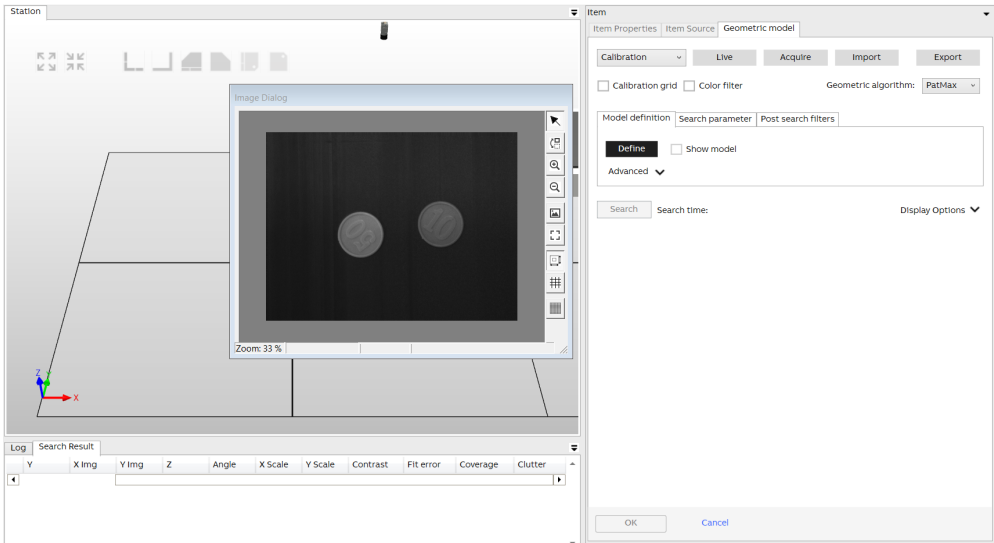 Station
Item
Item Properties Item Source Geometric model
Calibration Live Acquire Import Export
Calibration grid Color filter Geometric algorithm: PatMax
Image Dialog
Model definition Search parameter Post search filters
Define Show model
Advanced
Search Search time: Display Options
10
Zoom: 33 %
Z Y
X
Log Search Result
Y X Img Y Img Z Angle X Scale Y Scale Contrast Fit error Coverage Clutter
OK Cancel